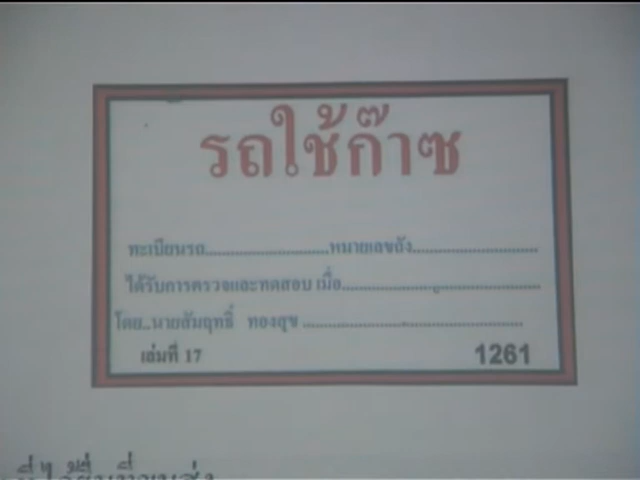 รถใช้ก๊าซ
ทะเบียนรถ..............................หมายเลขถัง..............................
ได้รับการตรวจและทดสอบ เมื่อ..................................................
โดย..นายสัมฤทธิ์ ทองสุข ......................................................
เล่มที่ 17 1261